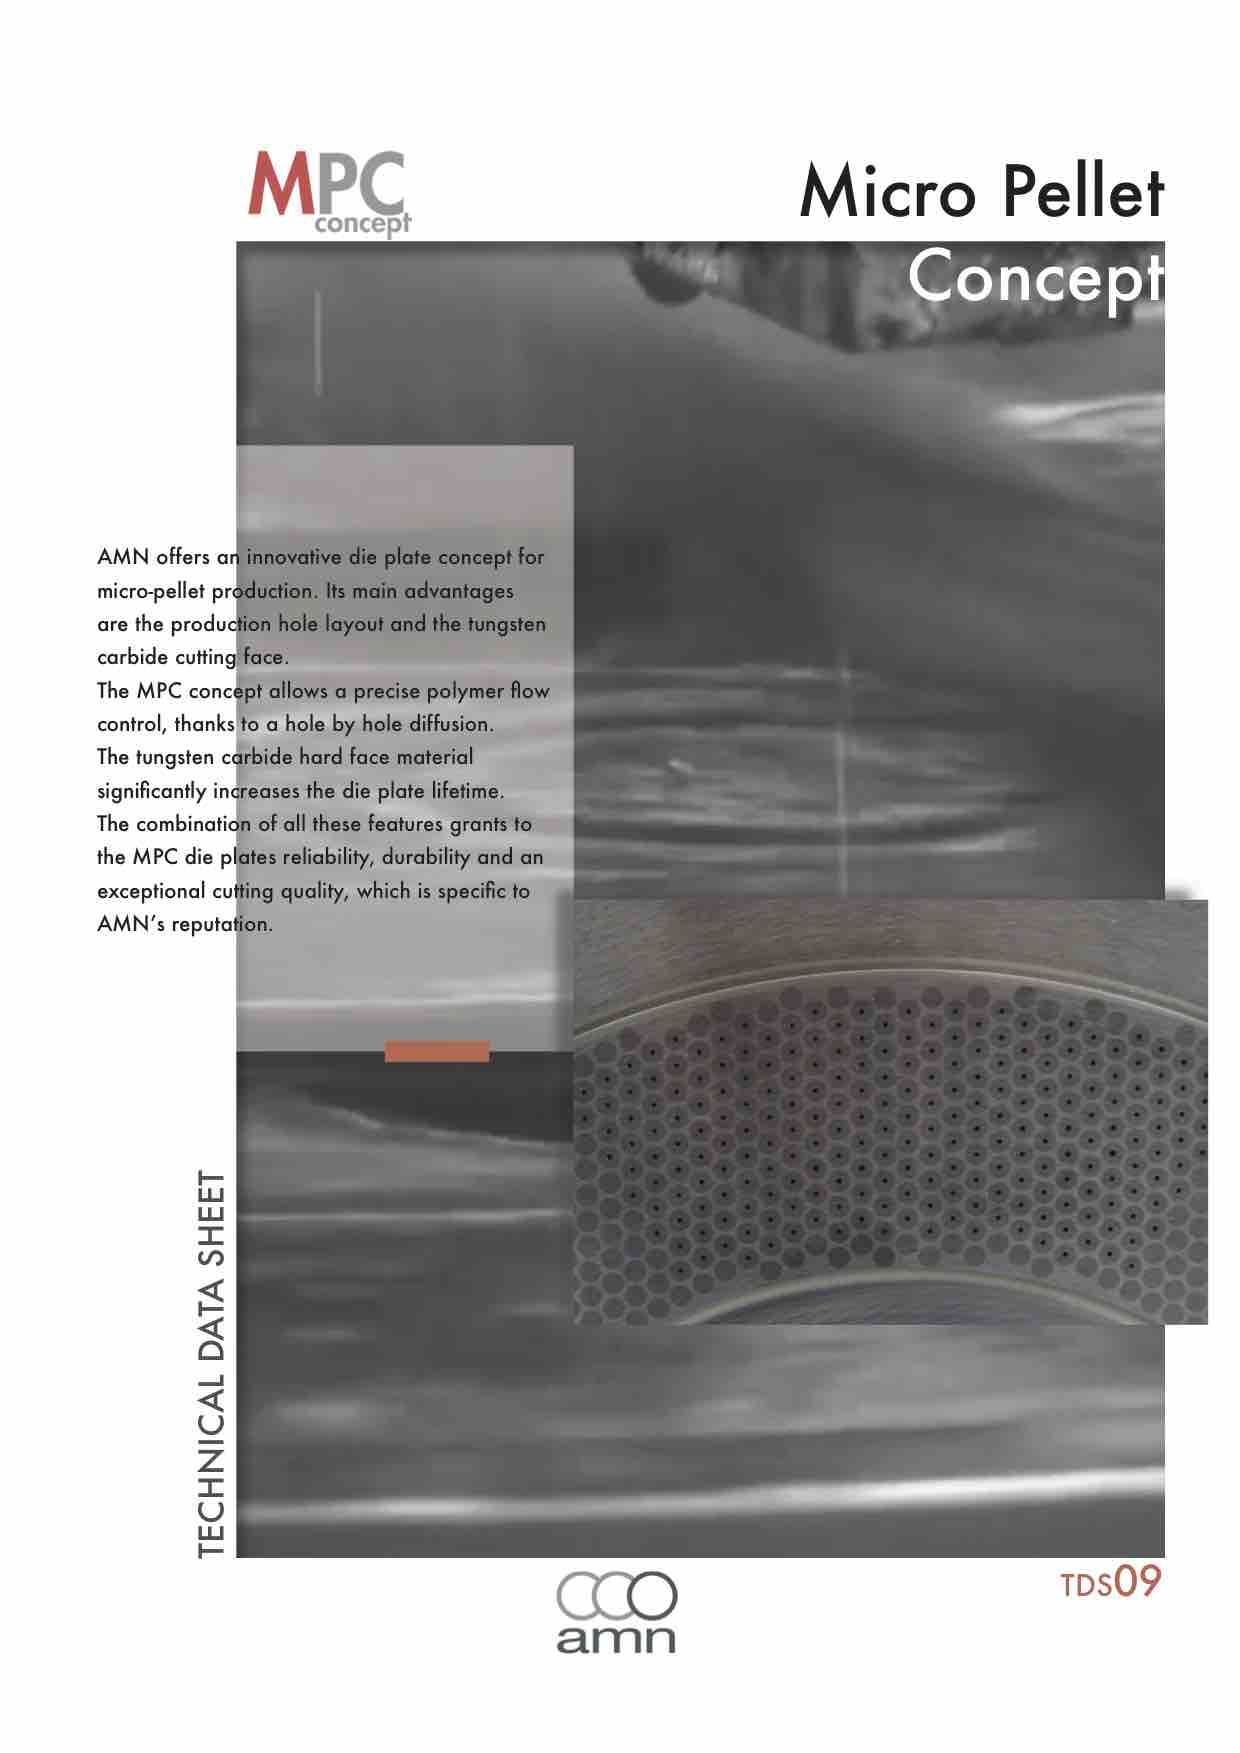 MPC
concept
Micro Pellet
Concept
AMN offers an innovative die plate concept for
micro-pellet production. Its main advantages
are the production hole layout and the tungsten
carbide cutting face.
The MPC concept allows a precise polymer flow
control, thanks to a hole by hole diffusion.
The tungsten carbide hard face material
significantly increases the die plate lifetime.
The combination of all these features grants to
the MPC die plates reliability, durability and an
exceptional cutting quality, which is specific to
AMN’s reputation.
TECHNICAL DATA SHEET
TDS09
amn